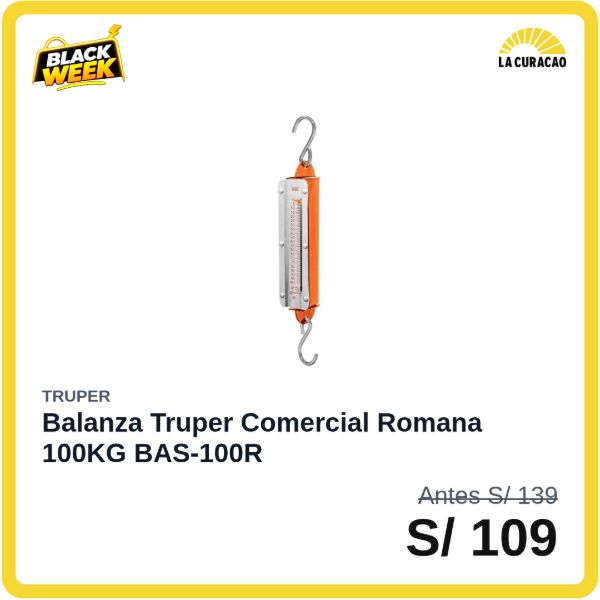 BLACK
WEEK
LA CURACAO
TRUPER
Balanza Truper Comercial Romana
100KG BAS-100R
Antes S/ 139
S/ 109